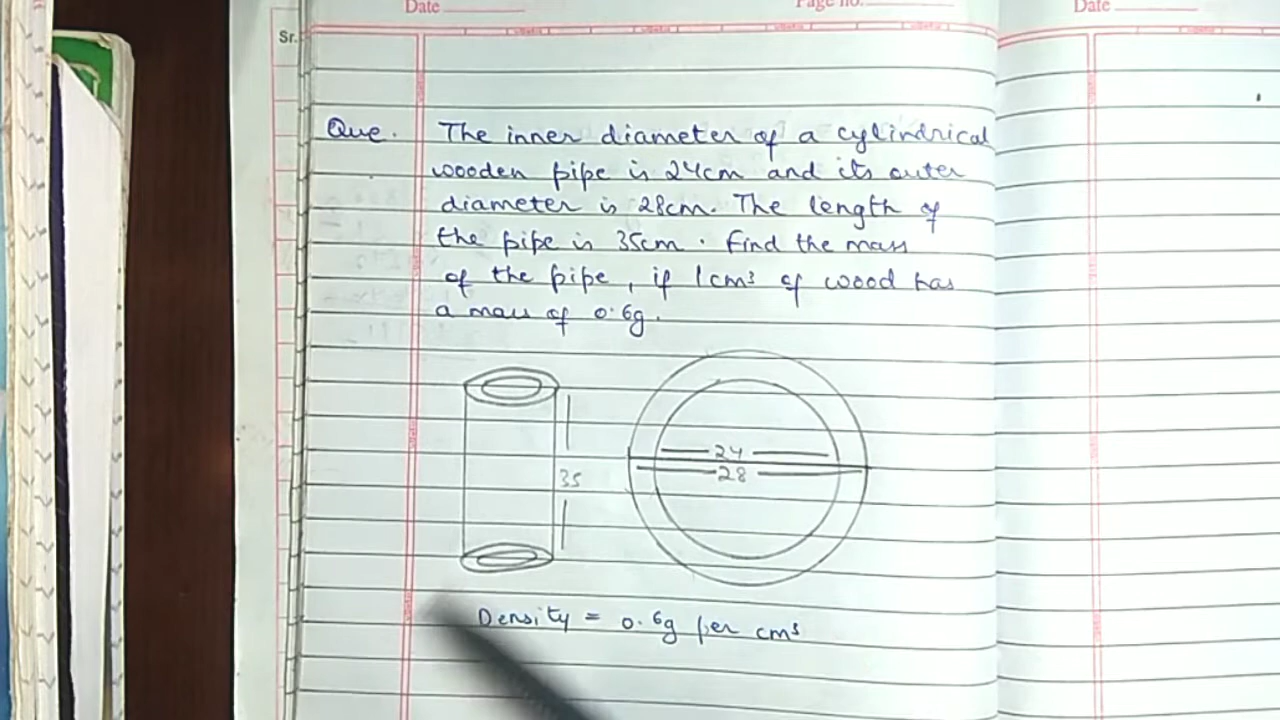 Date
Page no.
Date
Sr.
Que. The inner diameter of a cylindrical
wooden pipe is 24cm and its outer
diameter is 28cm. The length of
the pipe is 35cm. Find the mass
of the pipe, if 1cm³ of wood has
a mass of 0.6g.
24
28
35
Density = 0.6g per cm³